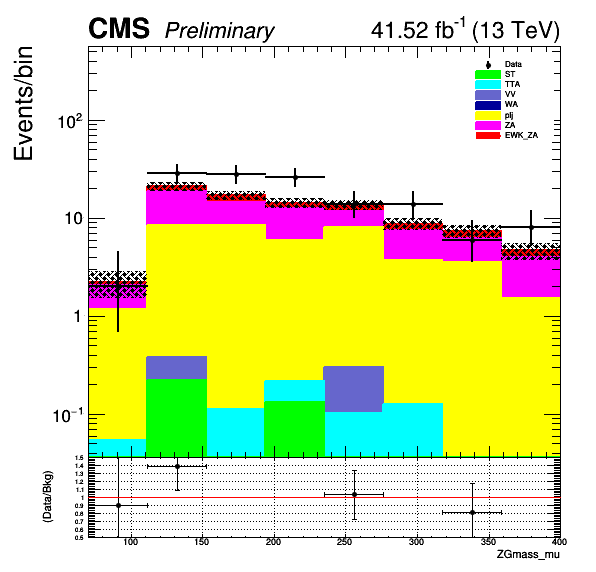 CMS Preliminary 41.52 fb⁻¹ (13 TeV)
Events/bin
Data
ST
TTA
VV
WA
plj
ZA
EWK_ZA
10²
10
1
10⁻¹
(Data/Bkg)
1.5
1.4
1.3
1.2
1.1
1
0.9
0.8
0.7
0.6
0.5
100 150 200 250 300 350 400
ZGmass_mu